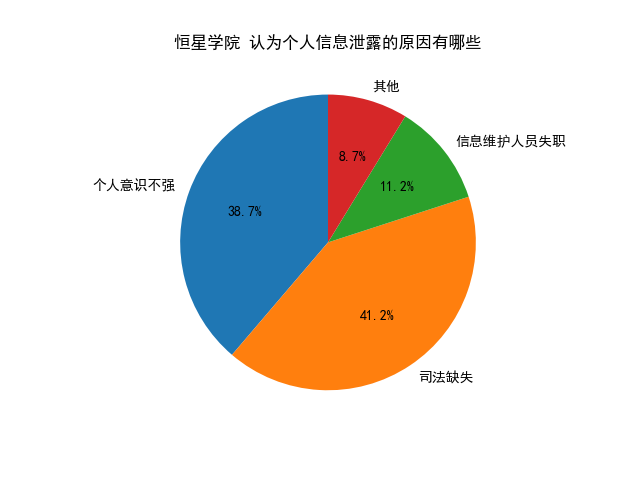 恒星学院 认为个人信息泄露的原因有哪些
其他
信息维护人员失职
8.7%
11.2%
个人意识不强
38.7%
41.2%
司法缺失